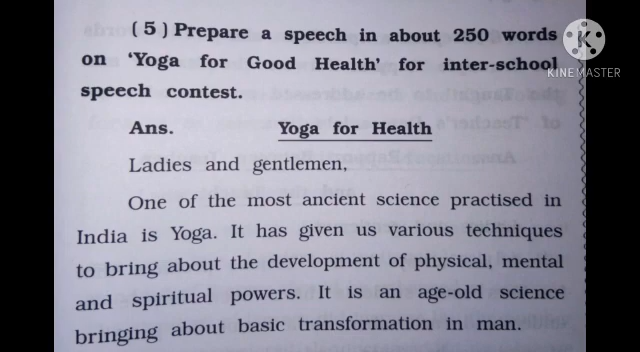 ( 5 ) Prepare a speech in about 250 words
on ‘Yoga for Good Health’ for inter-school
speech contest.
Ans. Yoga for Health
Ladies and gentlemen,
One of the most ancient science practised in
India is Yoga. It has given us various techniques
to bring about the development of physical, mental
and spiritual powers. It is an age-old science
bringing about basic transformation in man.
KINEMASTER